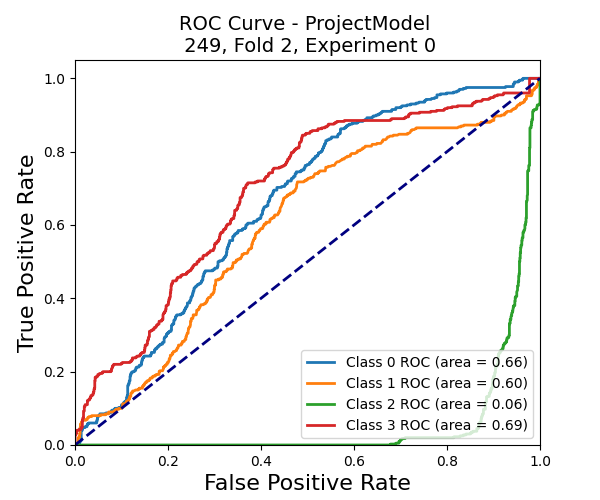 ROC Curve - ProjectModel
249, Fold 2, Experiment 0
True Positive Rate
1.0
0.8
0.6
0.4
0.2
0.0
Class 0 ROC (area = 0.66)
Class 1 ROC (area = 0.60)
Class 2 ROC (area = 0.06)
Class 3 ROC (area = 0.69)
0.0 0.2 0.4 0.6 0.8 1.0
False Positive Rate